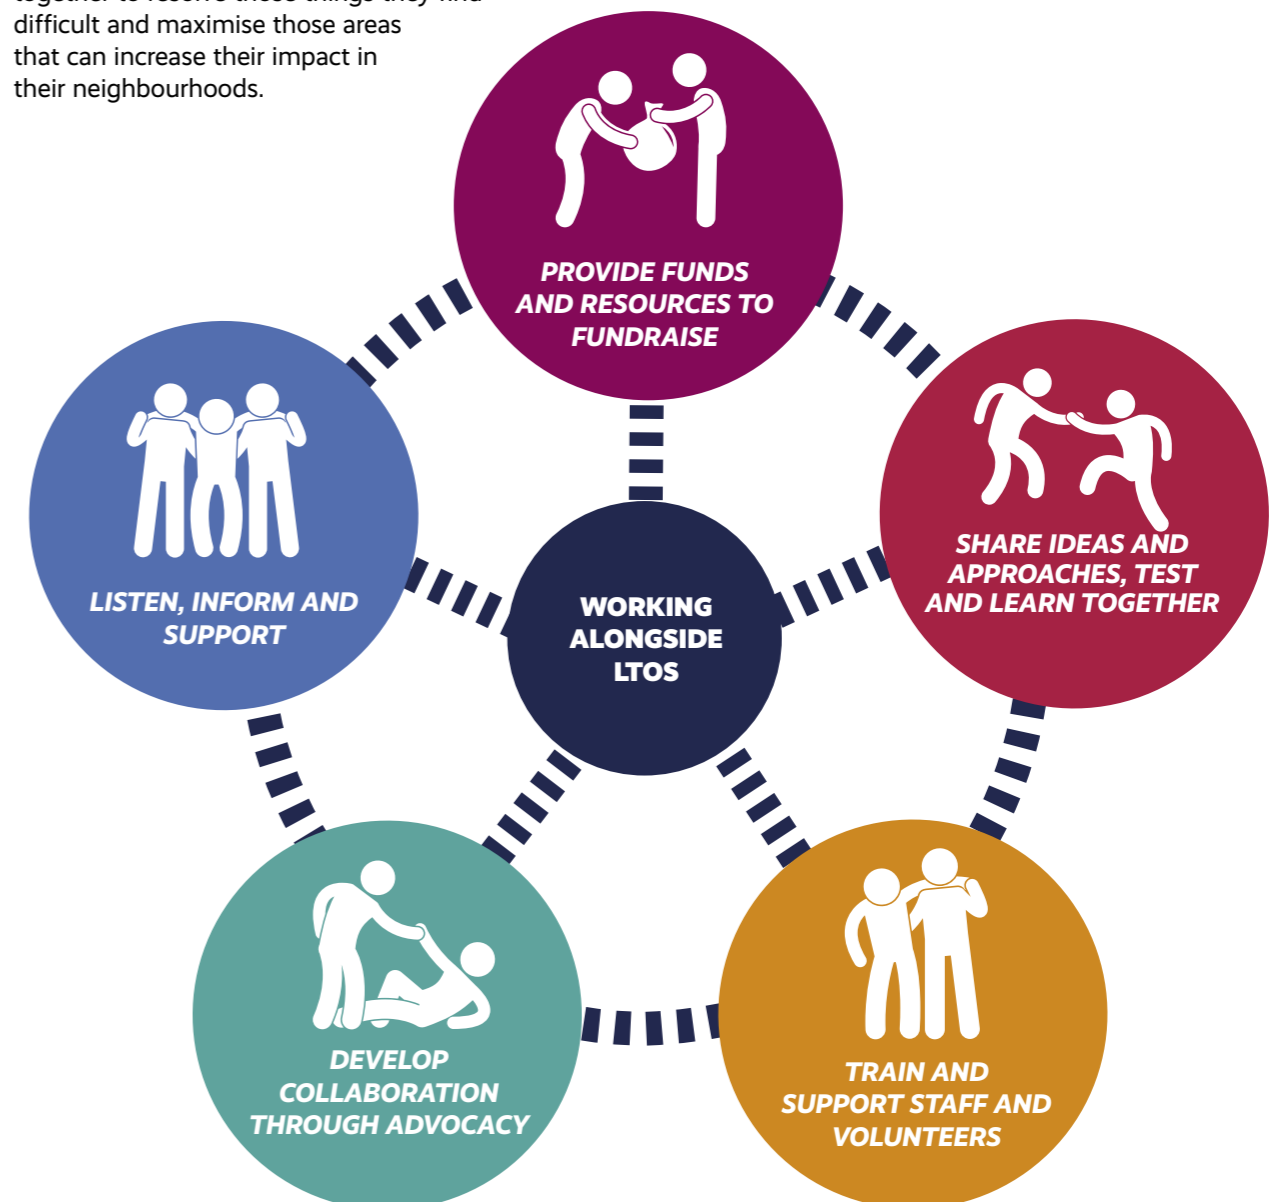 difficult and maximise those areas
that can increase their impact in
their neighbourhoods.
PROVIDE FUNDS
AND RESOURCES TO
FUNDRAISE
SHARE IDEAS AND
APPROACHES, TEST
AND LEARN TOGETHER
LISTEN, INFORM AND
SUPPORT
WORKING
ALONGSIDE
LTOS
DEVELOP
COLLABORATION
THROUGH ADVOCACY
TRAIN AND
SUPPORT STAFF AND
VOLUNTEERS